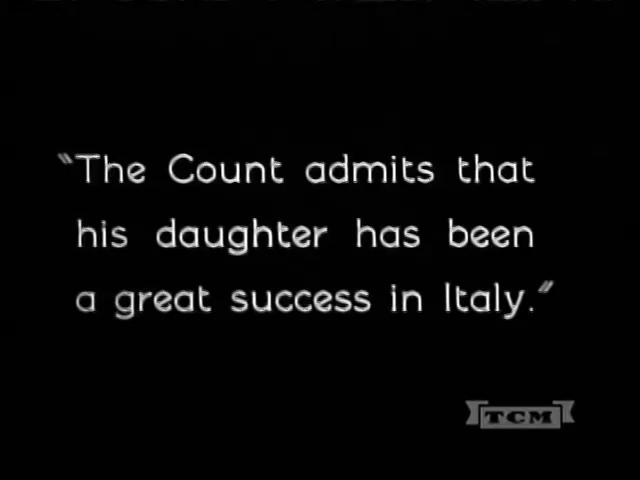 "The Count admits that
his daughter has been
a great success in Italy."
TCM